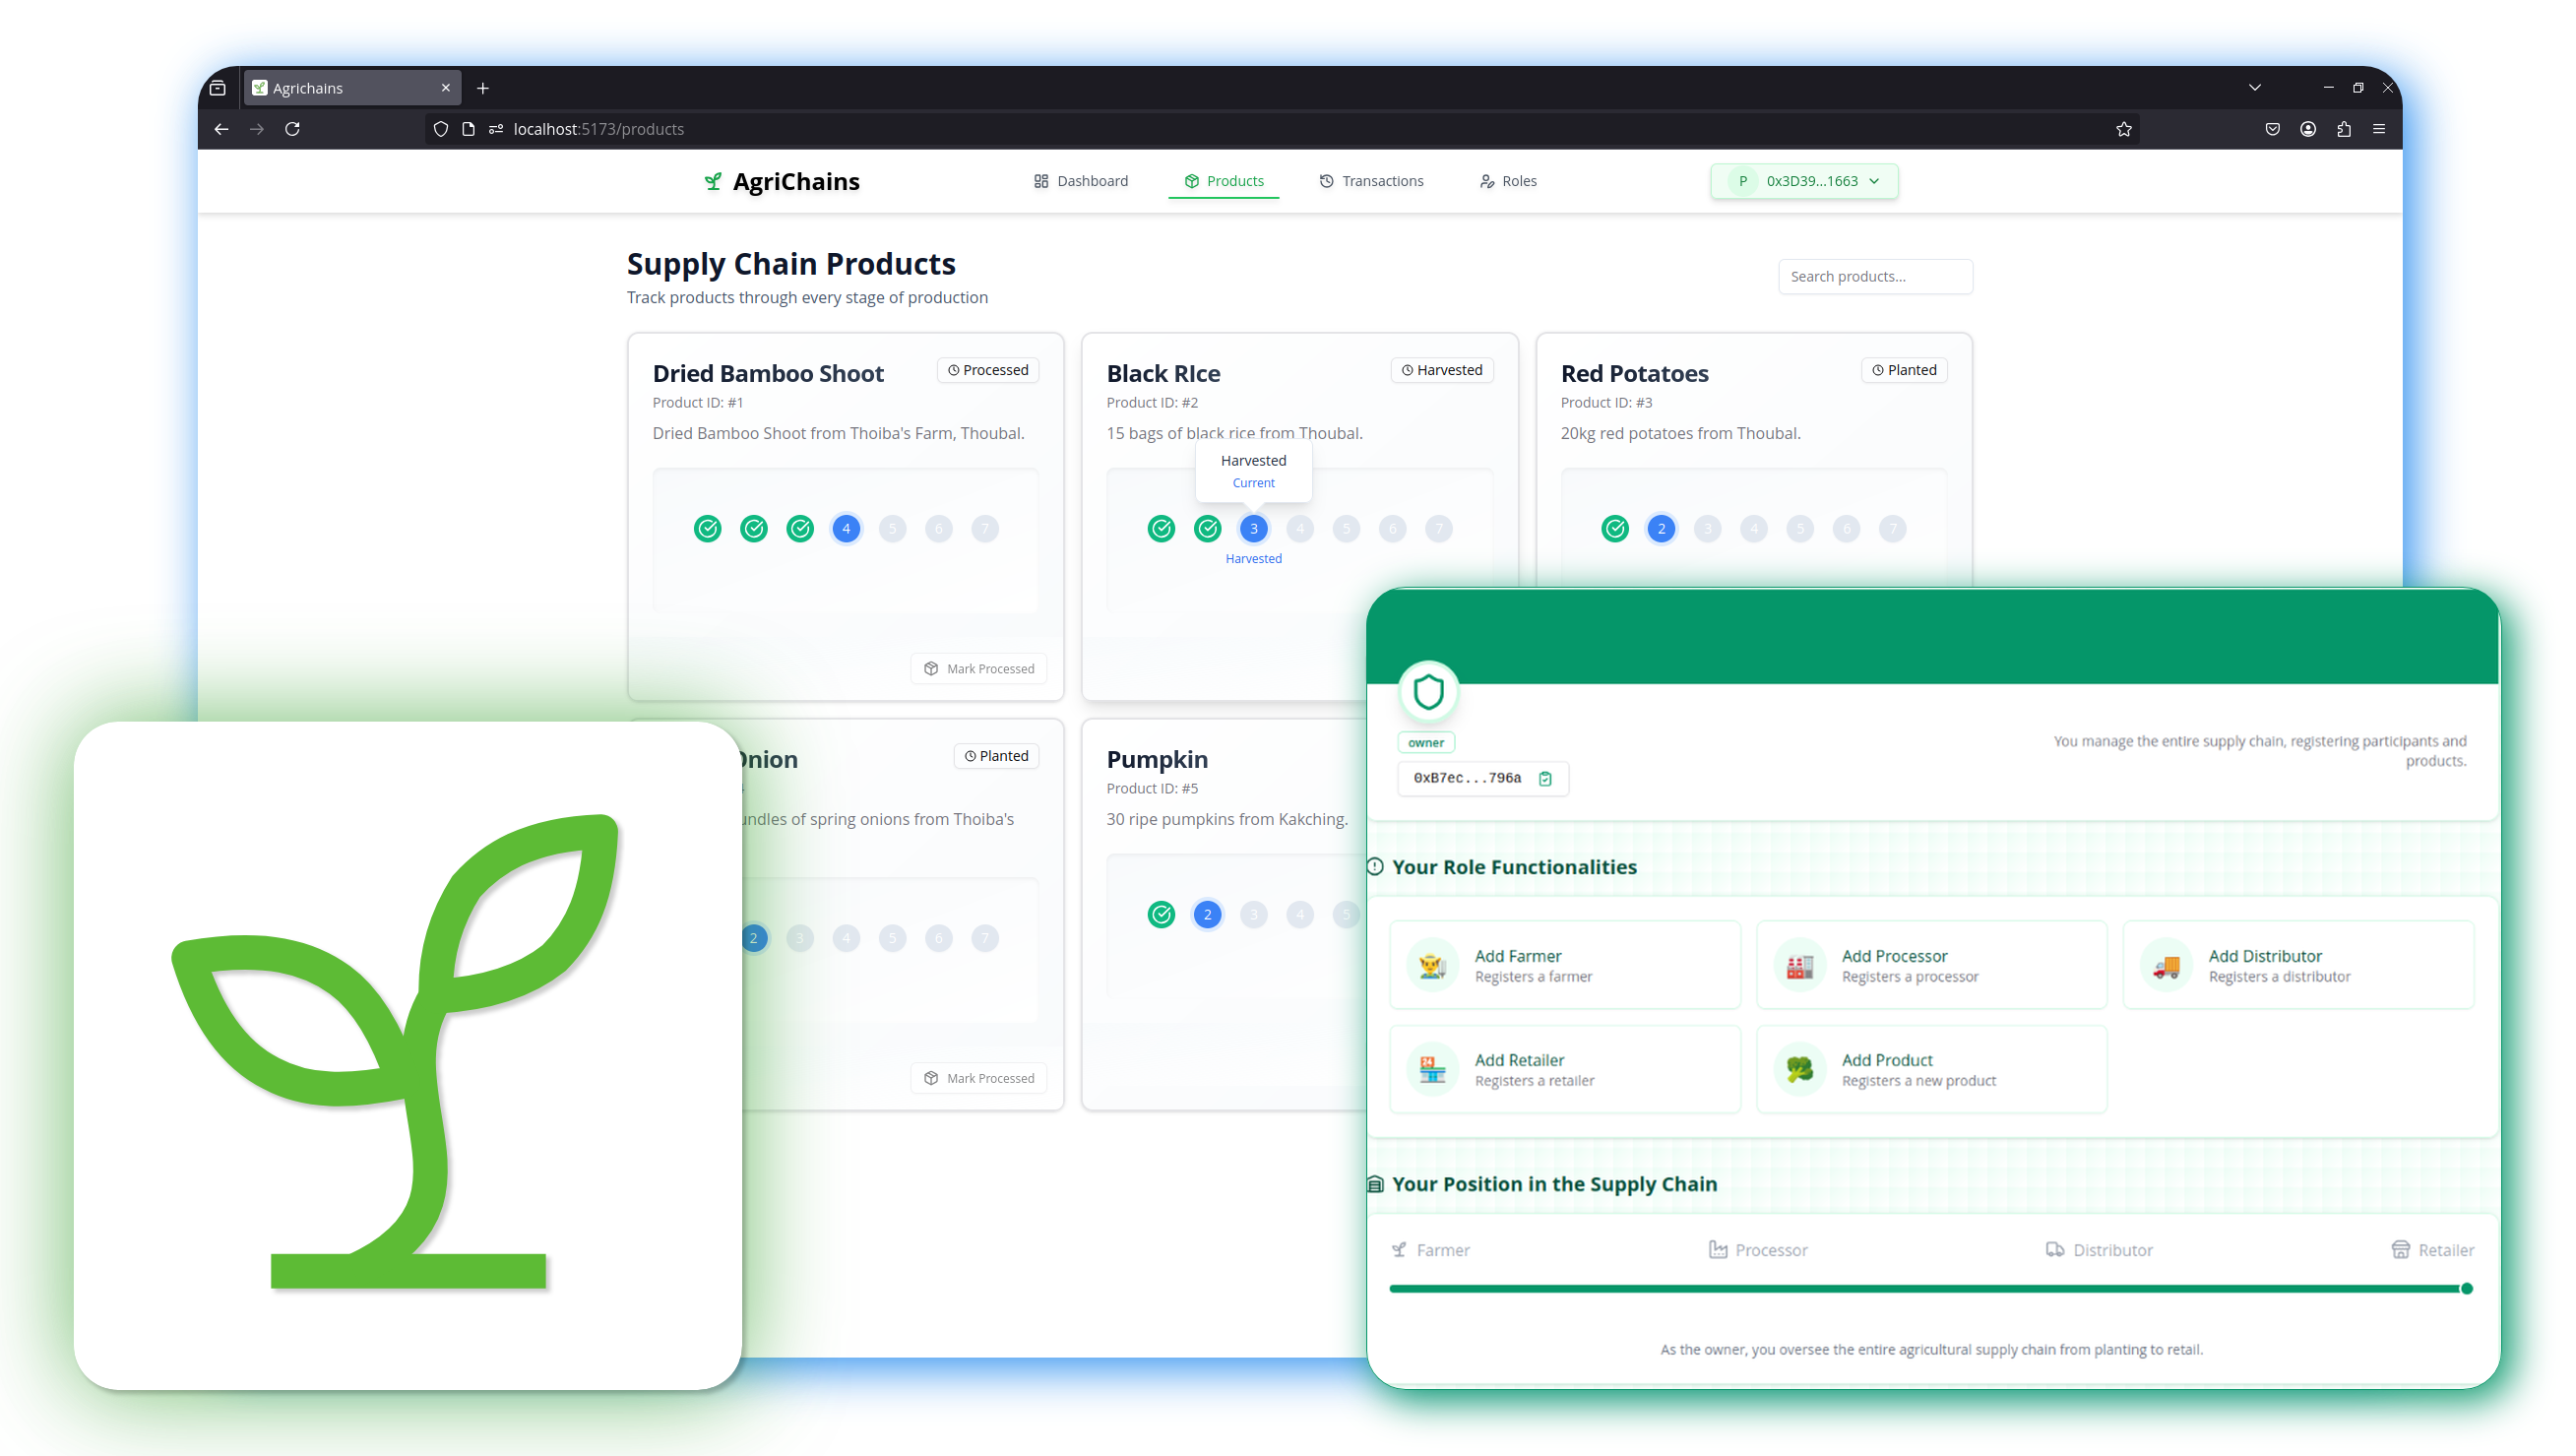 Agrichains
localhost:5173/products
AgriChains
Dashboard
Products
Transactions
Roles
P 0x3D39...1663
Supply Chain Products
Track products through every stage of production
Search products...
Dried Bamboo Shoot
Processed
Product ID: #1
Dried Bamboo Shoot from Thoiba's Farm, Thoubal.
4 5 6 7
Mark Processed
Black RIce
Harvested
Product ID: #2
15 bags of black rice from Thoubal.
Harvested
Current
3 4 5 6 7
Harvested
Red Potatoes
Planted
Product ID: #3
20kg red potatoes from Thoubal.
2 3 4 5 6 7
Onion
Planted
of spring onions from Thoiba's
2 3 4 5 6 7
Mark Processed
Pumpkin
Product ID: #5
30 ripe pumpkins from Kakching.
2 3 4 5
owner
0xB7ec...796a
You manage the entire supply chain, registering participants and
products.
Your Role Functionalities
Add Farmer
Registers a farmer
Add Processor
Registers a processor
Add Distributor
Registers a distributor
24
Add Retailer
Registers a retailer
Add Product
Registers a new product
Your Position in the Supply Chain
Farmer
Processor
Distributor
Retailer
As the owner, you oversee the entire agricultural supply chain from planting to retail.